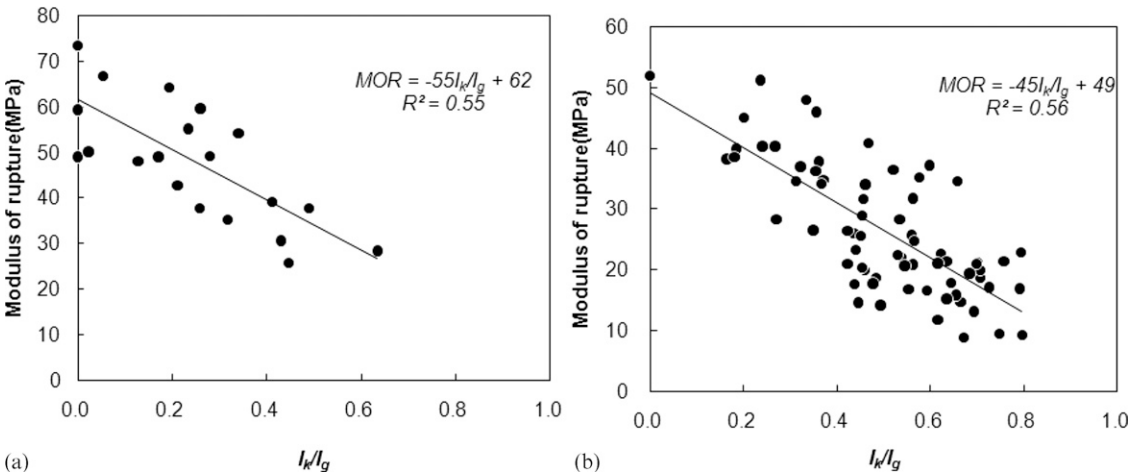 80
70
60
50
40
30
20
10
0
Modulus of rupture(MPa)
MOR = -55Ik/Ig + 62
R² = 0.55
0.0 0.2 0.4 0.6 0.8 1.0
(a)
Ik/Ig
60
50
40
30
20
10
0
Modulus of rupture(MPa)
MOR = -45Ik/Ig + 49
R² = 0.56
0.0 0.2 0.4 0.6 0.8 1.0
(b)
Ik/Ig